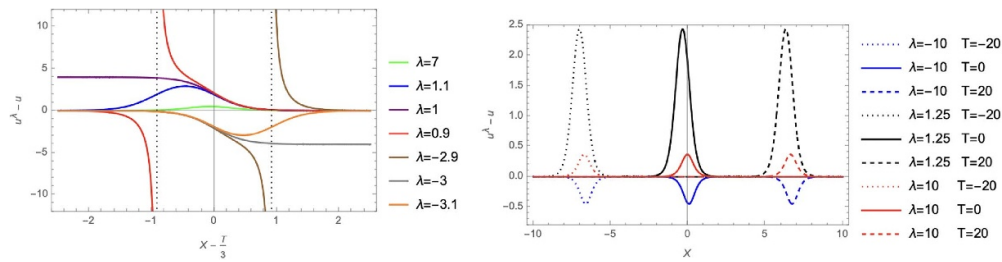 10
5
0
−5
−10
u^λ − u
−2
−1
0
1
2
X − T/3
λ=7
λ=1.1
λ=1
λ=0.9
λ=−2.9
λ=−3
λ=−3.1
2.5
2.0
1.5
1.0
0.5
0.0
−0.5
u^λ − u
−10
−5
0
5
10
X
λ=−10 T=−20
λ=−10 T=0
λ=−10 T=20
λ=1.25 T=−20
λ=1.25 T=0
λ=1.25 T=20
λ=10 T=−20
λ=10 T=0
λ=10 T=20